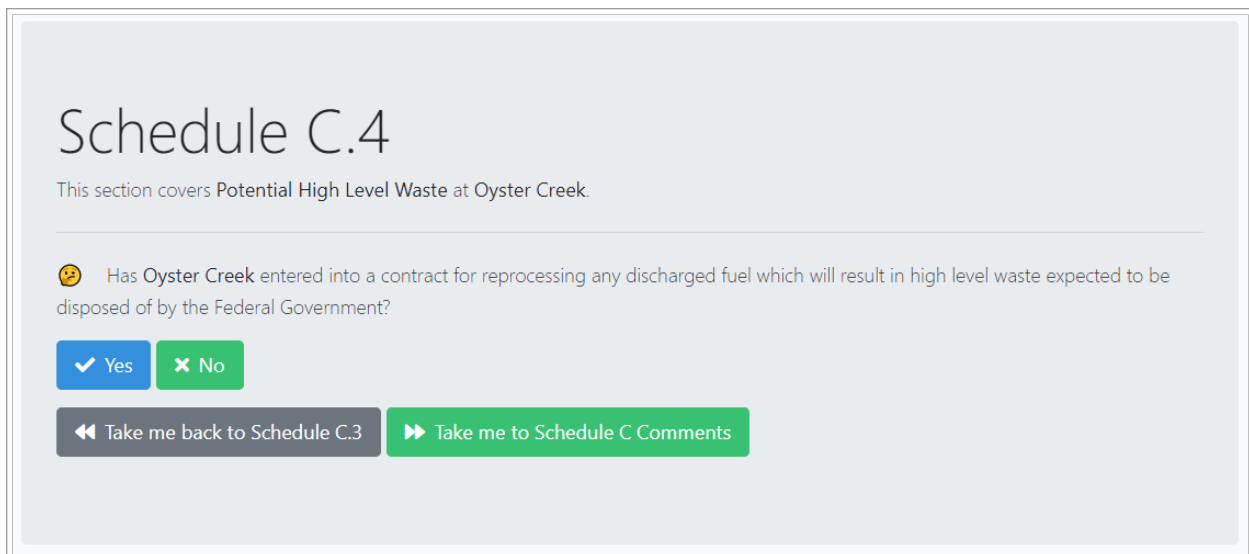 Schedule C.4
This section covers Potential High Level Waste at Oyster Creek.
Has Oyster Creek entered into a contract for reprocessing any discharged fuel which will result in high level waste expected to be
disposed of by the Federal Government?
Yes No
Take me back to Schedule C.3 Take me to Schedule C Comments